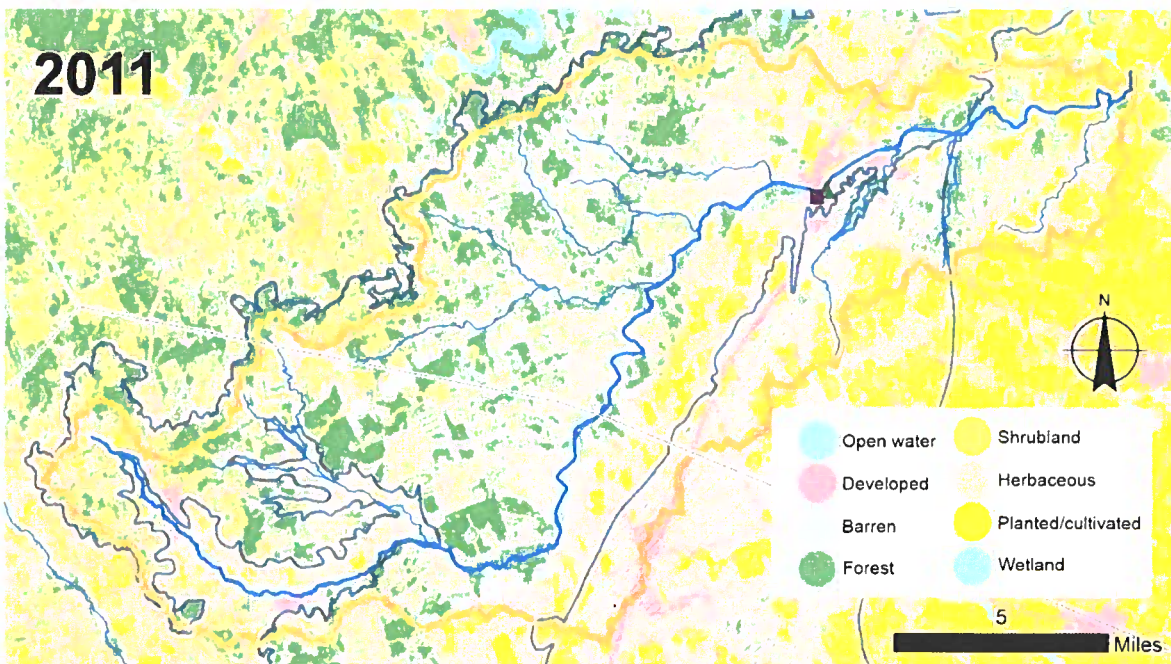 2011
N
Open water
Developed
Barren
Forest
Shrubland
Herbaceous
Planted/cultivated
Wetland
5
Miles